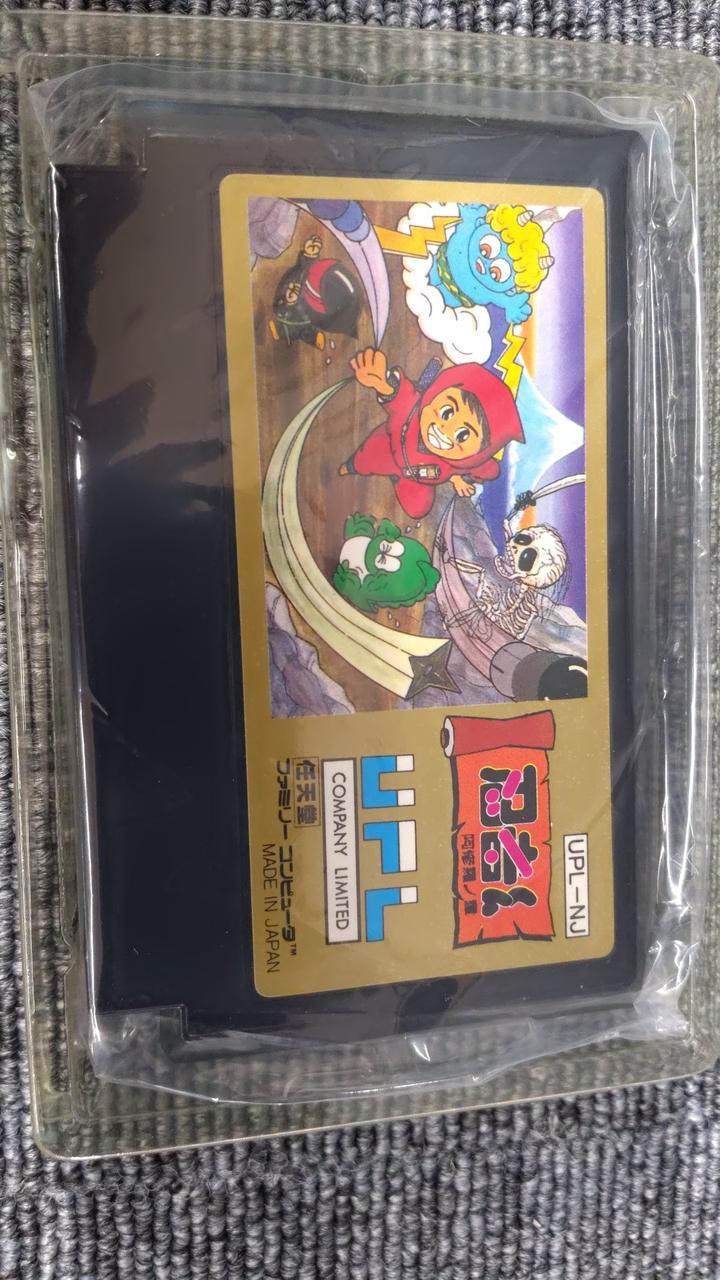 UPL-NJ
忍者くん
阿修羅ノ章
UPL
COMPANY LIMITED
任天堂
ファミリー コンピュータ™
MADE IN JAPAN